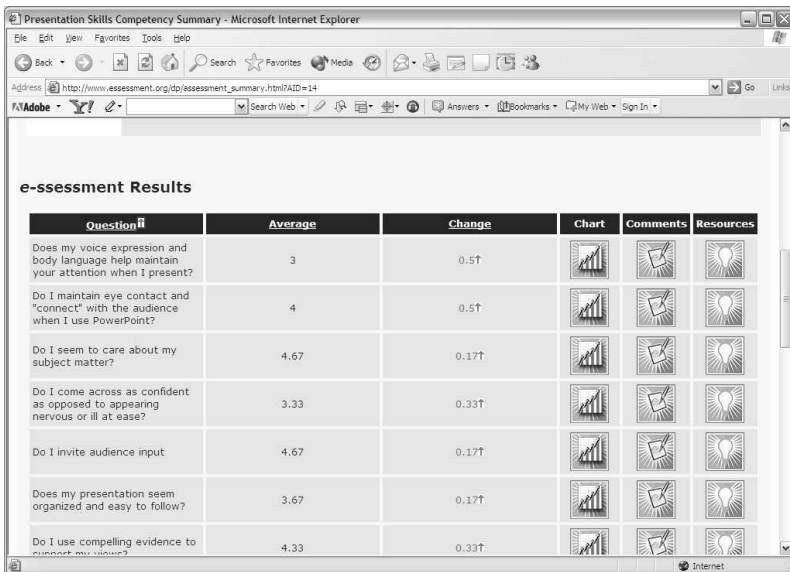 Presentation Skills Competency Summary - Microsoft Internet Explorer
File Edit View Favorites Tools Help
Back Search Favorites Media
Address http://www.essessment.org/dp/assessment_summary.html?AID=14 Go Links
Adobe Y! Search Web Answers Bookmarks My Web Sign In
e-ssessment Results
Question Average Change Chart Comments Resources
Does my voice expression and
body language help maintain
your attention when I present?
3 0.5↑
Do I maintain eye contact and
"connect" with the audience
when I use PowerPoint?
4 0.5↑
Do I seem to care about my
subject matter?
4.67 0.17↑
Do I come across as confident
as opposed to appearing
nervous or ill at ease?
3.33 0.33↑
Do I invite audience input 4.67 0.17↑
Does my presentation seem
organized and easy to follow?
3.67 0.17↑
Do I use compelling evidence to
support my views?
4.33 0.33↑
Internet